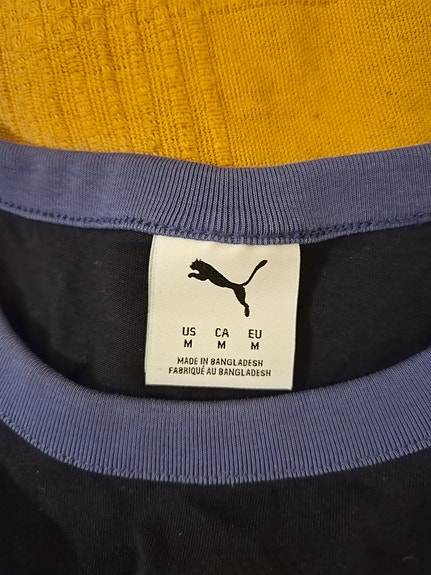 US CA EU
M M M
MADE IN BANGLADESH
FABRIQUÉ AU BANGLADESH